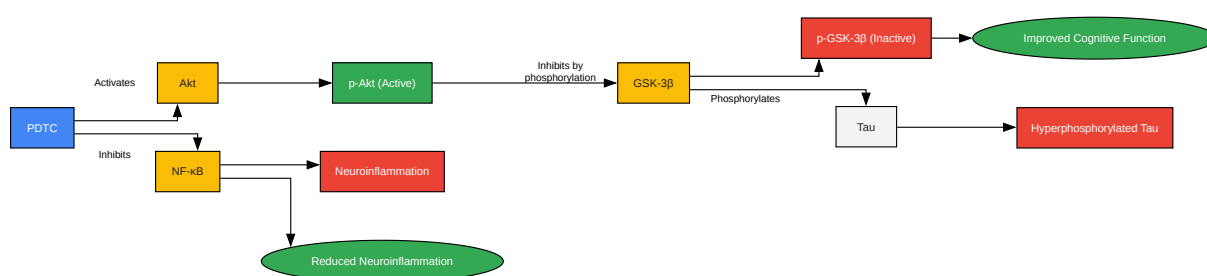 p-GSK-3β (Inactive)
Improved Cognitive Function
Inhibits by
phosphorylation
Activates
Akt
p-Akt (Active)
GSK-3β
Phosphorylates
PDTC
Tau
Hyperphosphorylated Tau
Inhibits
NF-κB
Neuroinflammation
Reduced Neuroinflammation